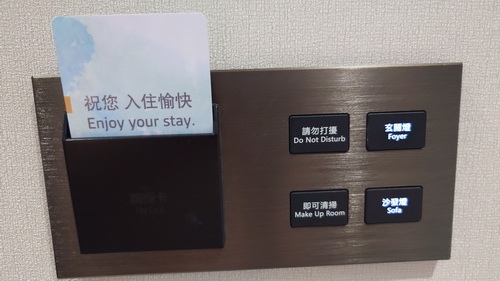 祝您 入住愉快
Enjoy your stay.
請勿打擾
Do Not Disturb
玄關燈
Foyer
即可清掃
Make Up Room
沙發燈
Sofa